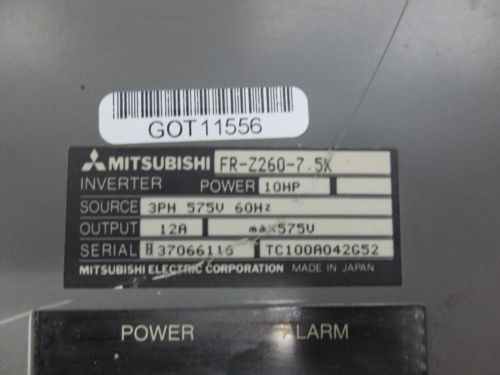 GOT11556
MITSUBISHI FR-Z260-7.5K
INVERTER POWER 10HP
SOURCE 3PH 575V 60Hz
OUTPUT 12A max575V
SERIAL 37066116 TC100A042G52
MITSUBISHI ELECTRIC CORPORATION MADE IN JAPAN
POWER ALARM